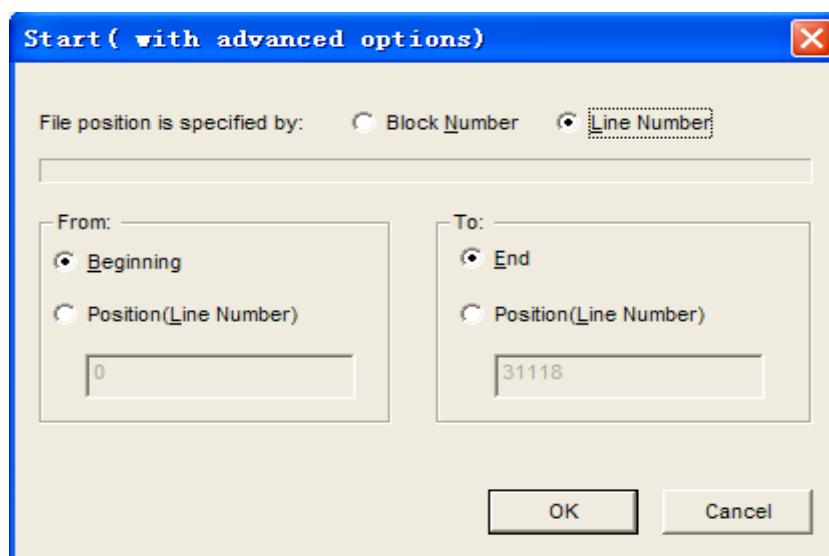 Start( with advanced options)
File position is specified by: Block Number Line Number
From:
Beginning
Position(Line Number)
0
To:
End
Position(Line Number)
31118
OK Cancel